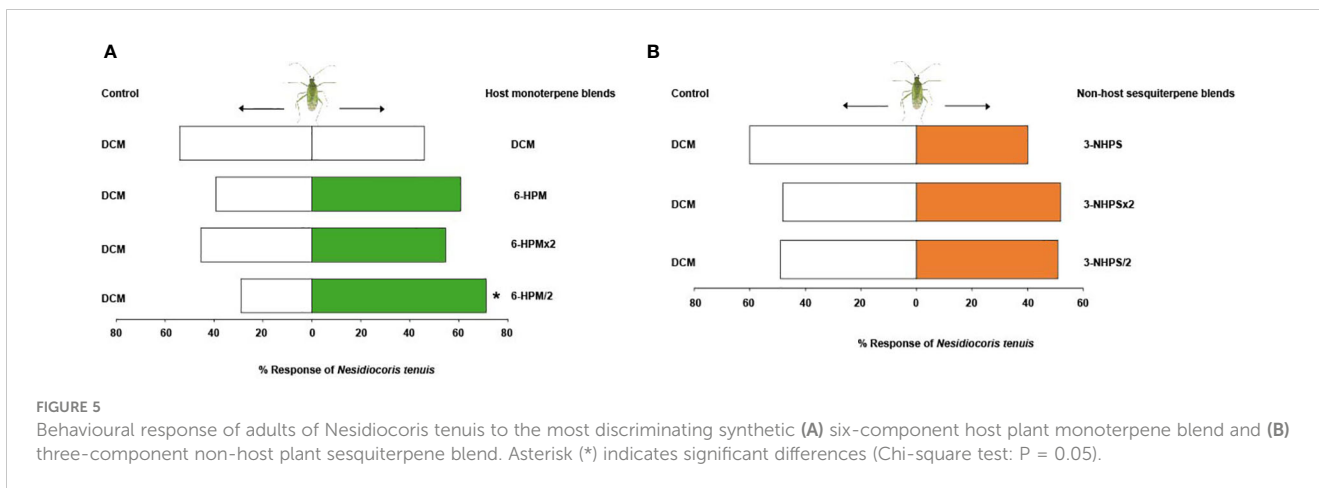 A
Control
Host monoterpene blends
DCM
DCM
DCM
6-HPM
DCM
6-HPMx2
DCM
* 6-HPM/2
80 60 40 20 0 20 40 60 80
% Response of Nesidiocoris tenuis
B
Control
Non-host sesquiterpene blends
DCM
3-NHPS
DCM
3-NHPSx2
DCM
3-NHPS/2
80 60 40 20 0 20 40 60
% Response of Nesidiocoris tenuis
FIGURE 5
Behavioural response of adults of Nesidiocoris tenuis to the most discriminating synthetic (A) six-component host plant monoterpene blend and (B)
three-component non-host plant sesquiterpene blend. Asterisk (*) indicates significant differences (Chi-square test: P = 0.05).